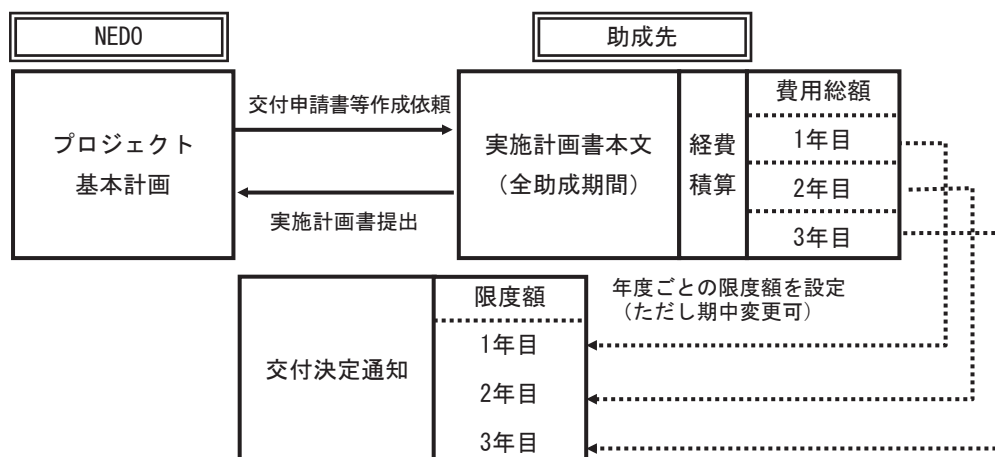 NEDO
助成先
プロジェクト
基本計画
交付申請書等作成依頼
実施計画書提出
実施計画書本文
（全助成期間）
経費
積算
費用総額
1年目
2年目
3年目
年度ごとの限度額を設定
（ただし期中変更可）
交付決定通知
限度額
1年目
2年目
3年目